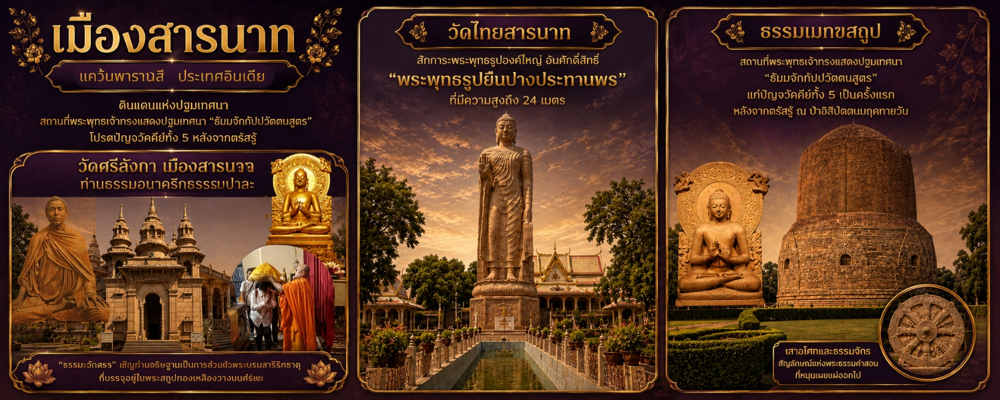 เมืองสารนาท
แคว้นพาราณสี ประเทศอินเดีย
ดินแดนแห่งปฐมเทศนา
สถานที่พระพุทธเจ้าทรงแสดงปฐมเทศนา “ธัมมจักกัปปวัตตนสูตร”
โปรดปัญจวัคคีย์ทั้ง 5 หลังจากตรัสรู้
วัดศรีลังกา เมืองสารนาจ
ท่านธรรมอนาครีกธรรรมปาละ
“ธรรมะวักสรร” เชิญท่านอธิษฐานเป็นการส่วนตัวพระบรมสารีริกธาตุ
ที่บรรจุอยู่ในพระสถูปทองเหลืองวางบนศีรษะ
วัดไทยสารนาท
สักการะพระพุทธรูปองค์ใหญ่ อันศักดิ์สิทธิ์
“พระพุทธรูปยืนปางประทานพร”
ที่มีความสูงถึง 24 เมตร
ธรรมเมกขสถูป
สถานที่พระพุทธเจ้าทรงแสดงปฐมเทศนา
“ธัมมจักกัปปวัตตนสูตร”
แก่ปัญจวัคคีย์ทั้ง 5 เป็นครั้งแรก
หลังจากตรัสรู้ ณ ป่าอิสิปัตตนมฤคทายวัน
เสาอโศกและธรรมจักร
สัญลักษณ์แห่งพระธรรมคำสอน
ที่หมุนเผยแผ่ออกไป